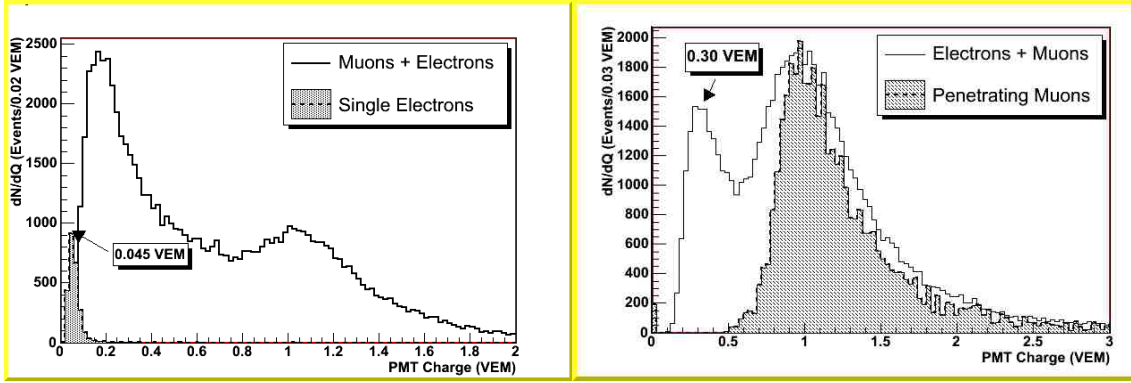 dN/dQ (Events/0.02 VEM)
2500
2000
1500
1000
500
0
Muons + Electrons
Single Electrons
0.045 VEM
0 0.2 0.4 0.6 0.8 1 1.2 1.4 1.6 1.8 2
PMT Charge (VEM)
dN/dQ (Events/0.03 VEM)
2000
1800
1600
1400
1200
1000
800
600
400
200
0
0.30 VEM
Electrons + Muons
Penetrating Muons
0 0.5 1 1.5 2 2.5 3
PMT Charge (VEM)